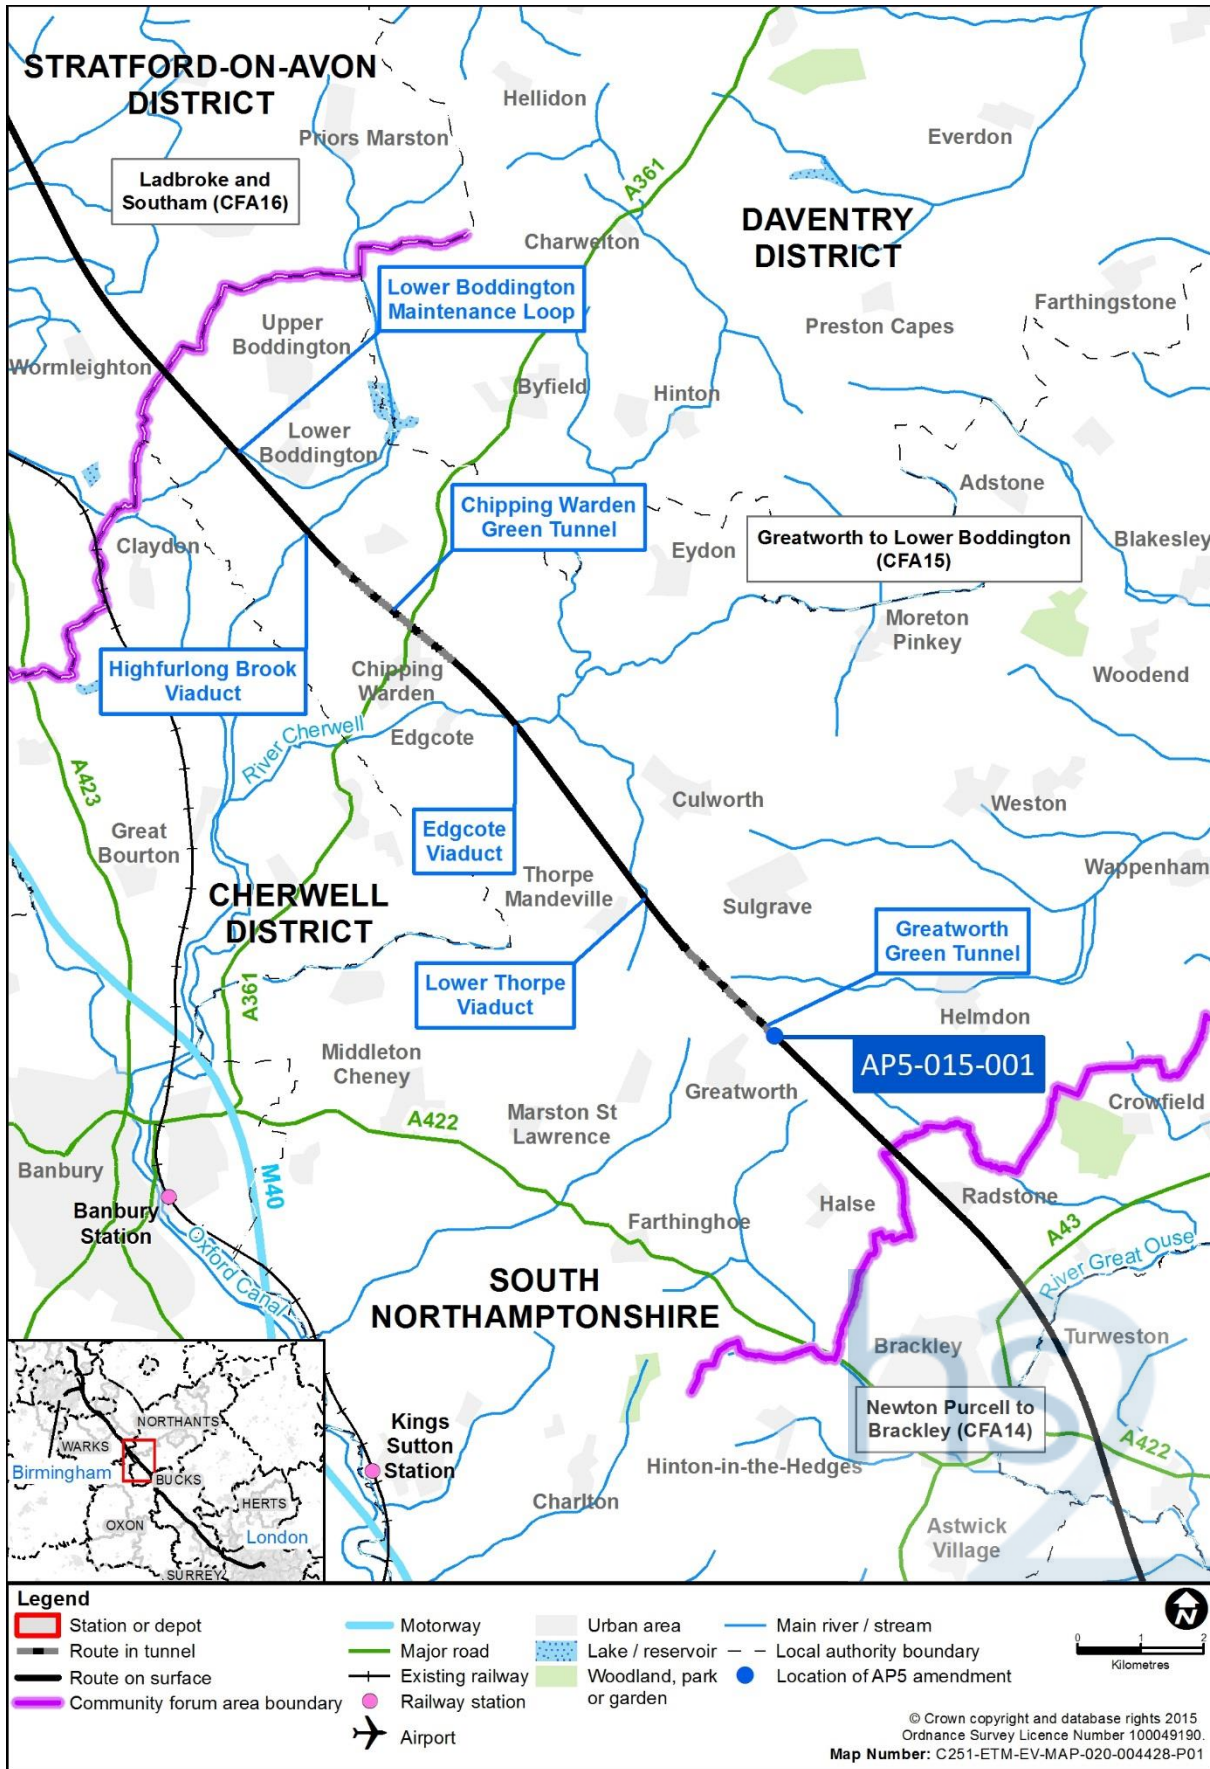 STRATFORD-ON-AVON
DISTRICT
Hellidon
Everdon
Priors Marston
A361
Ladbroke and
Southam (CFA16)
DAVENTRY
DISTRICT
Charwelton
Lower Boddington
Maintenance Loop
Farthingstone
Upper
Boddington
Preston Capes
Wormleighton
Byfield
Hinton
Lower
Boddington
Adstone
Chipping Warden
Green Tunnel
Claydon
Eydon
Greatworth to Lower Boddington
(CFA15)
Blakesley
Moreton
Pinkey
Highfurlong Brook
Viaduct
Chipping
Warden
Woodend
River Cherwell
Edgcote
A423
Culworth
Weston
Great
Bourton
Edgcote
Viaduct
Thorpe
Mandeville
Wappenham
CHERWELL
DISTRICT
Sulgrave
Greatworth
Green Tunnel
A361
Lower Thorpe
Viaduct
Helmdon
Middleton
Cheney
AP5-015-001
Greatworth
Crowfield
A422
Marston St
Lawrence
Banbury
M40
Radstone
Halse
Banbury
Station
Farthinghoe
A43
Oxford Canal
River Great Ouse
SOUTH
NORTHAMPTONSHIRE
hs2
Brackley
Turweston
Newton Purcell to
Brackley (CFA14)
NORTHANTS
WARKS
Kings
Sutton
Station
A422
Birmingham
BUCKS
Hinton-in-the-Hedges
HERTS
Charlton
OXON
London
Astwick
Village
SURREY
Legend
Station or depot
Route in tunnel
Route on surface
Community forum area boundary
Motorway
Major road
Existing railway
Railway station
Airport
Urban area
Lake / reservoir
Woodland, park
or garden
Main river / stream
Local authority boundary
Location of AP5 amendment
N
0 1 2
Kilometres
© Crown copyright and database rights 2015
Ordnance Survey Licence Number 100049190.
Map Number: C251-ETM-EV-MAP-020-004428-P01